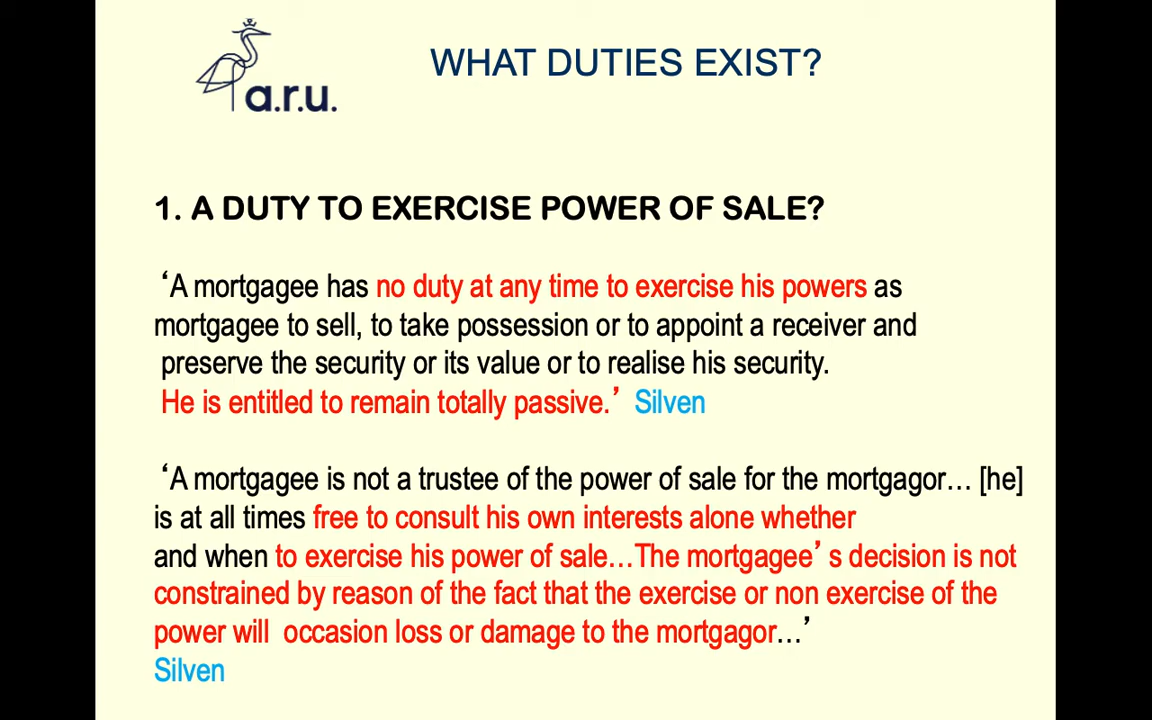 a.r.u.
WHAT DUTIES EXIST?
1. A DUTY TO EXERCISE POWER OF SALE?
‘A mortgagee has no duty at any time to exercise his powers as
mortgagee to sell, to take possession or to appoint a receiver and
preserve the security or its value or to realise his security.
He is entitled to remain totally passive.’ Silven
‘A mortgagee is not a trustee of the power of sale for the mortgagor… [he]
is at all times free to consult his own interests alone whether
and when to exercise his power of sale…The mortgagee’s decision is not
constrained by reason of the fact that the exercise or non exercise of the
power will occasion loss or damage to the mortgagor…’
Silven